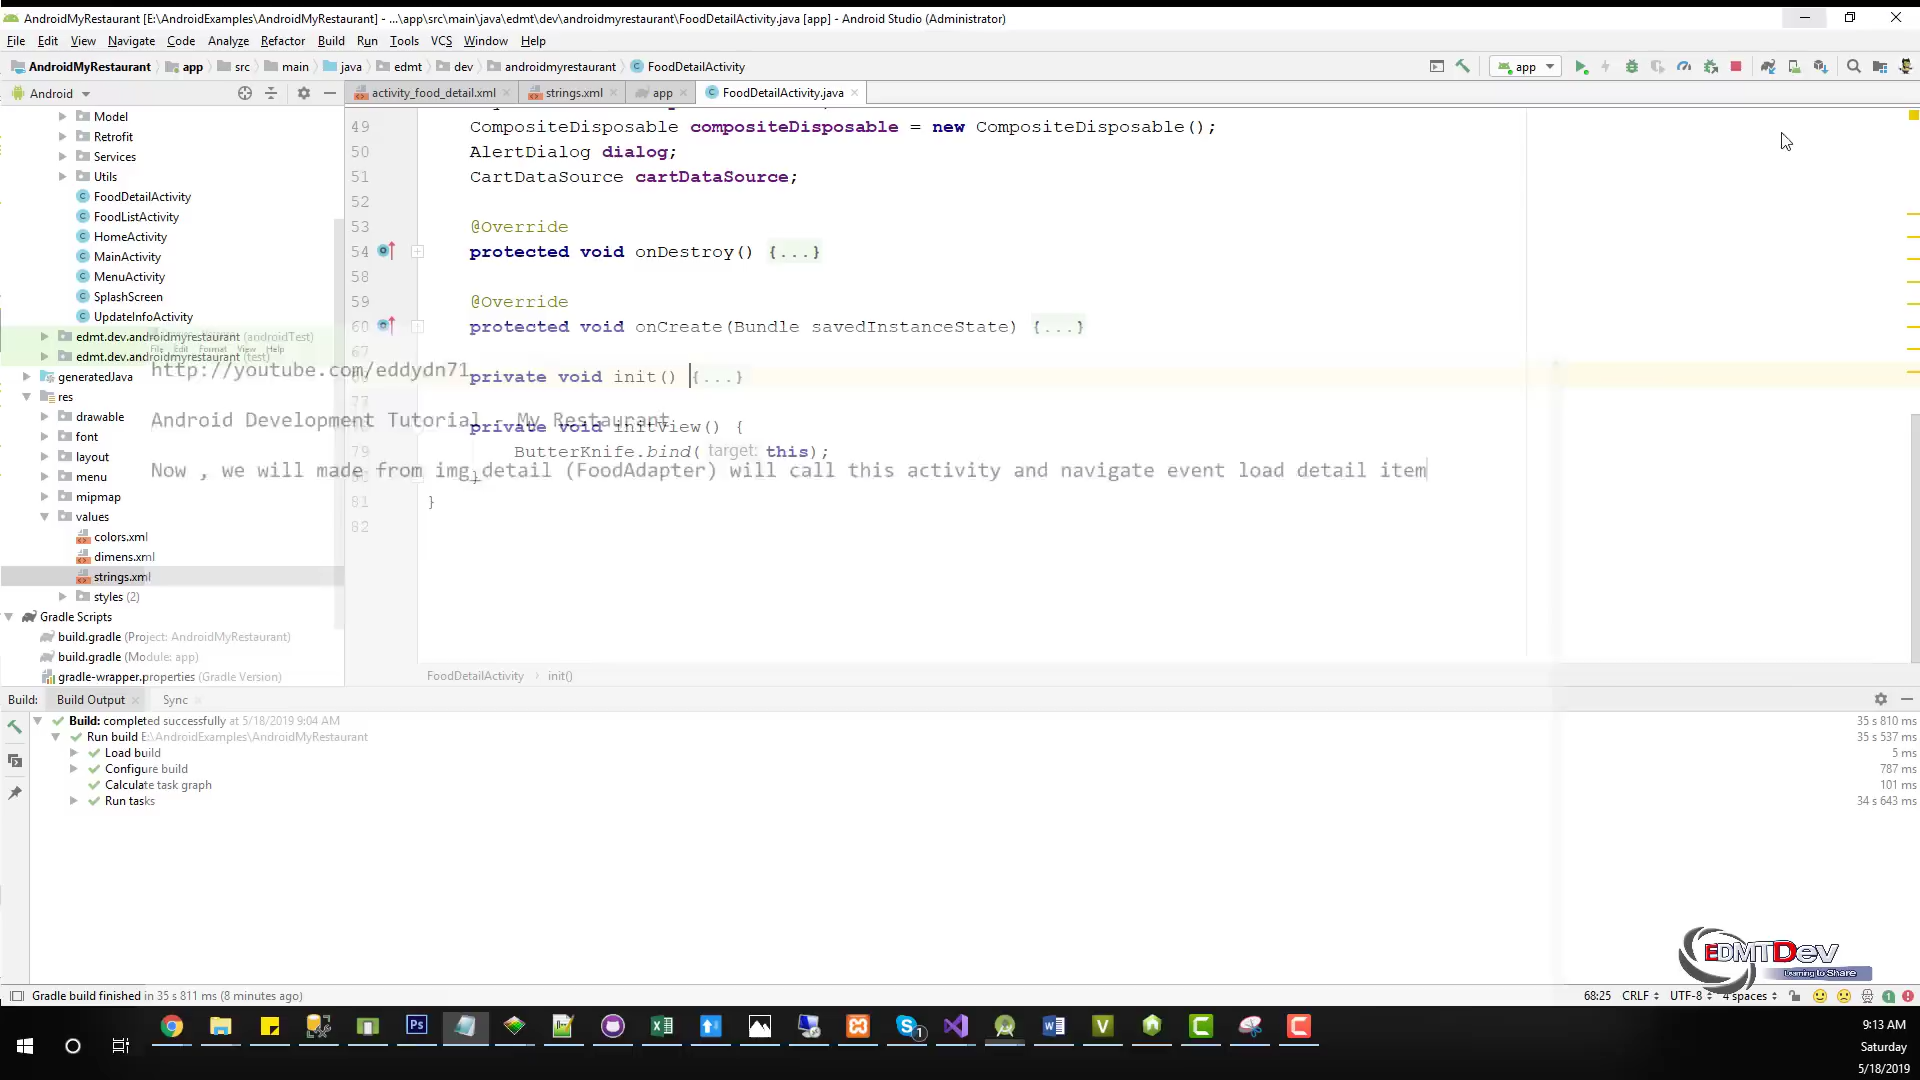 AndroidMyRestaurant [E:\AndroidExamples\AndroidMyRestaurant] - ...\app\src\main\java\edmt\dev\androidmyrestaurant\FoodDetailActivity.java [app] - Android Studio (Administrator)
File Edit View Navigate Code Analyze Refactor Build Run Tools VCS Window Help
AndroidMyRestaurant app src main java edmt dev androidmyrestaurant FoodDetailActivity app
Android activity_food_detail.xml strings.xml app FoodDetailActivity.java
Model
Retrofit
Services
Utils
FoodDetailActivity
FoodListActivity
HomeActivity
MainActivity
MenuActivity
SplashScreen
UpdateInfoActivity
edmt.dev.androidmyrestaurant (androidTest)
edmt.dev.androidmyrestaurant (test)
generatedJava
res
drawable
font
layout
menu
mipmap
values
colors.xml
dimens.xml
strings.xml
styles (2)
Gradle Scripts
build.gradle (Project: AndroidMyRestaurant)
build.gradle (Module: app)
gradle-wrapper.properties (Gradle Version)
49 CompositeDisposable compositeDisposable = new CompositeDisposable();
50 AlertDialog dialog;
51 CartDataSource cartDataSource;
52
53 @Override
54 protected void onDestroy() {...}
58
59 @Override
60 protected void onCreate(Bundle savedInstanceState) {...}
67
private void init() {...}
77
private void initView() {
79 ButterKnife.bind( target: this);
81 }
82
File Edit Format View Help
http://youtube.com/eddydn71
Android Development Tutorial - My Restaurant
Now , we will made from img_detail (FoodAdapter) will call this activity and navigate event load detail item
FoodDetailActivity init()
Build: Build Output Sync
Build: completed successfully at 5/18/2019 9:04 AM 35 s 810 ms
Run build E:\AndroidExamples\AndroidMyRestaurant 35 s 537 ms
Load build 5 ms
Configure build 787 ms
Calculate task graph 101 ms
Run tasks 34 s 643 ms
EDMTDev
Learning to Share
Gradle build finished in 35 s 811 ms (8 minutes ago) 68:25 CRLF UTF-8 4 spaces 1
9:13 AM
Saturday
5/18/2019